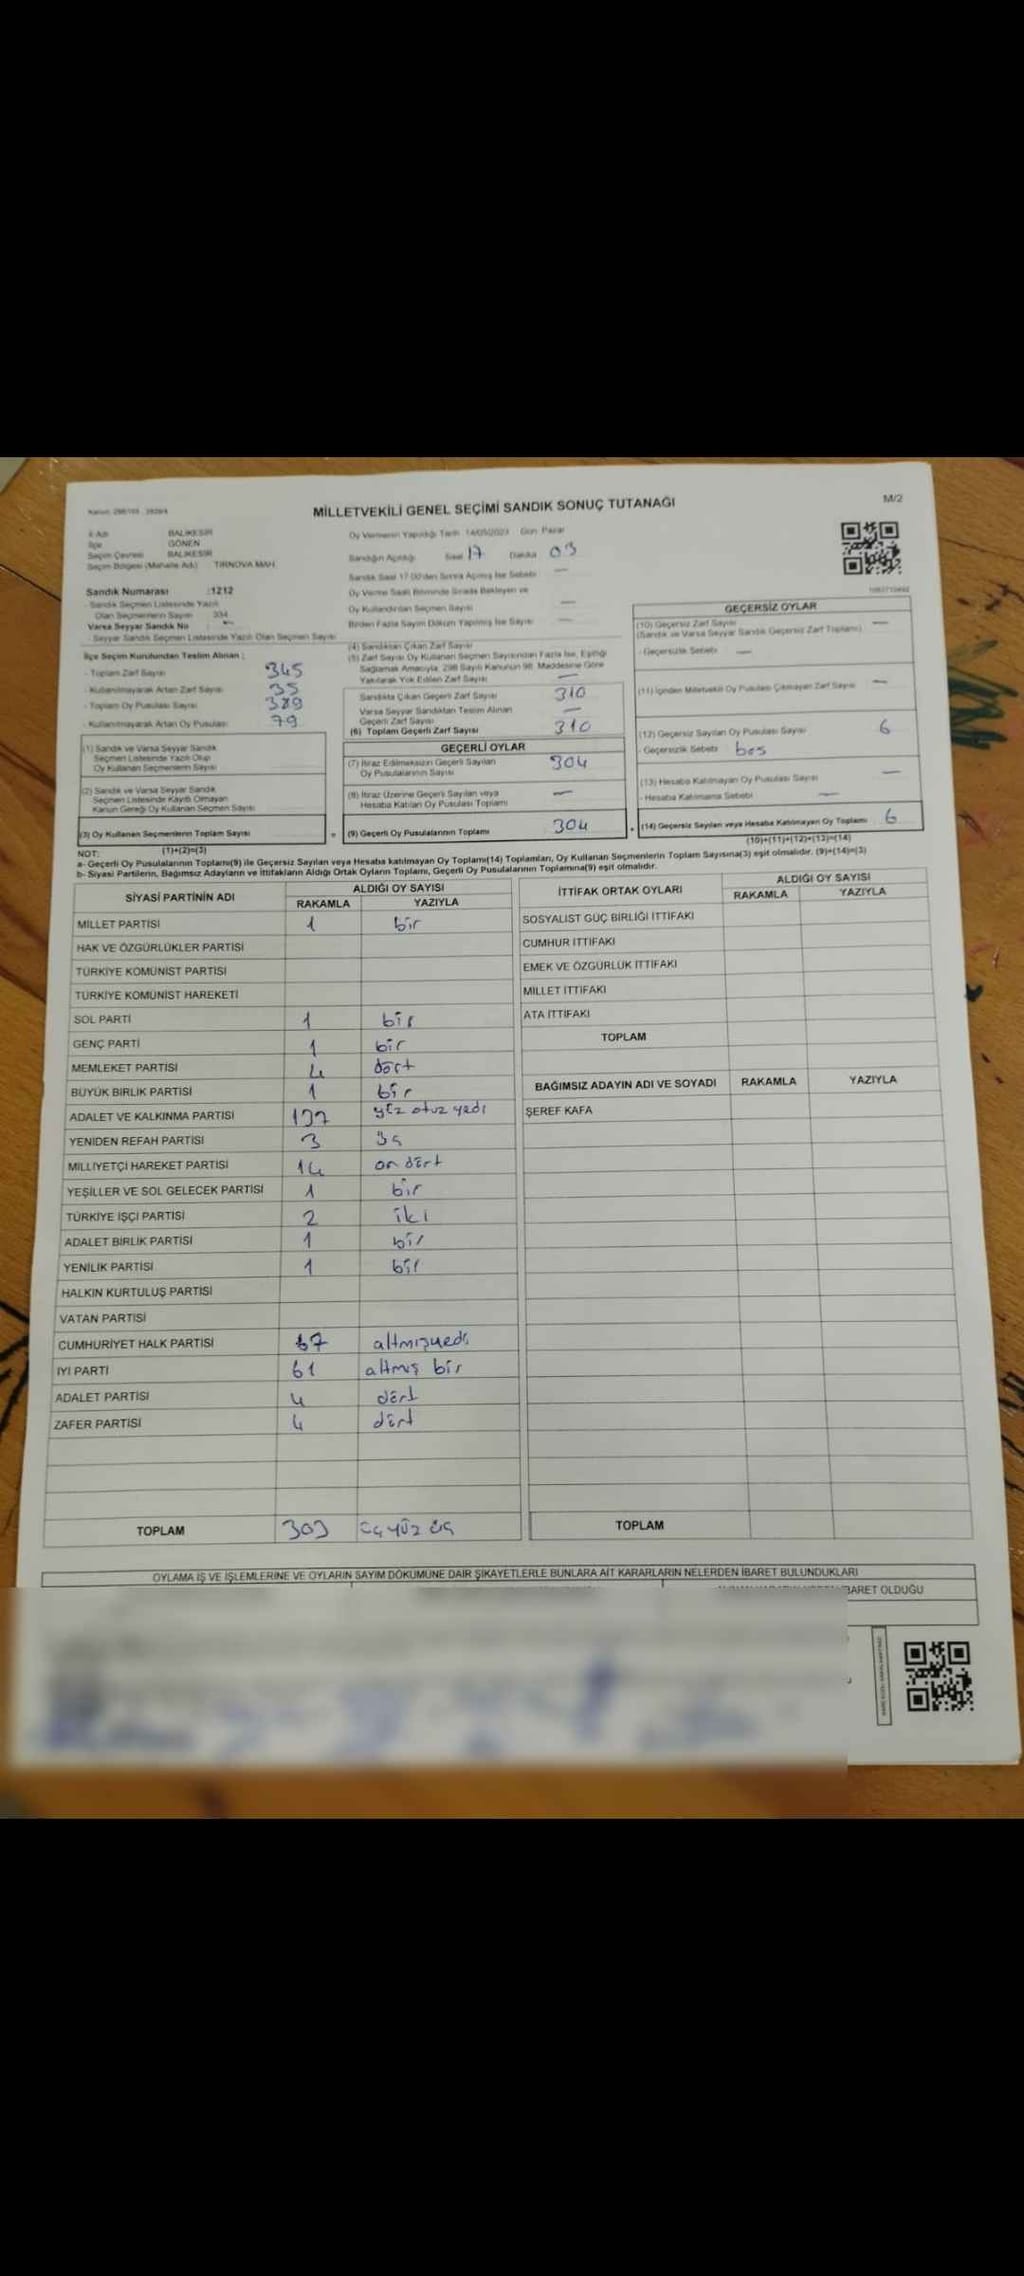 MİLLETVEKİLİ GENEL SEÇİMİ SANDIK SONUÇ TUTANAĞI
M/2
İli Adı BALIKESİR
İlçe GÖNEN
Seçim Çevresi BALIKESİR
Seçim Bölgesi (Mahalle Adı) TIRNOVA MAH.
Oy Vermenin Yapıldığı Tarih 14/05/2023 Gün Pazar
Sandığın Açıldığı Saat 17 Dakika 03
Sandık Saat 17:00'den Sonra Açılmış İse Sebebi —
Oy Verme Saati Bitiminde Sırada Bekleyen ve
Oy Kullandırılan Seçmen Sayısı —
Birden Fazla Sayım Döküm Yapılmış İse Sayısı —
Sandık Numarası :1212
- Sandık Seçmen Listesinde Yazılı
Olan Seçmenlerin Sayısı 334
Varsa Seyyar Sandık No : —
- Seyyar Sandık Seçmen Listesinde Yazılı Olan Seçmen Sayısı
İlçe Seçim Kurulundan Teslim Alınan :
- Toplam Zarf Sayısı 345
- Kullanılmayarak Artan Zarf Sayısı 35
- Toplam Oy Pusulası Sayısı 389
- Kullanılmayarak Artan Oy Pusulası 79
(1) Sandık ve Varsa Seyyar Sandık
Seçmen Listesinde Yazılı Olup
Oy Kullanan Seçmenlerin Sayısı
(2) Sandık ve Varsa Seyyar Sandık
Seçmen Listesinde Kayıtlı Olmayan
Kanun Gereği Oy Kullanan Seçmen Sayısı
(3) Oy Kullanan Seçmenlerin Toplam Sayısı
(1)+(2)=(3)
(4) Sandıktan Çıkan Zarf Sayısı
(5) Zarf Sayısı Oy Kullanan Seçmen Sayısından Fazla İse, Eşitliği
Sağlamak Amacıyla, 298 Sayılı Kanunun 98. Maddesine Göre
Yakılarak Yok Edilen Zarf Sayısı —
Sandıkta Çıkan Geçerli Zarf Sayısı 310
Varsa Seyyar Sandıktan Teslim Alınan
Geçerli Zarf Sayısı —
(6) Toplam Geçerli Zarf Sayısı 310
GEÇERLİ OYLAR
(7) İtiraz Edilmeksizin Geçerli Sayılan
Oy Pusulalarının Sayısı 304
(8) İtiraz Üzerine Geçerli Sayılan veya
Hesaba Katılan Oy Pusulası Toplamı —
= (9) Geçerli Oy Pusulalarının Toplamı 304
GEÇERSİZ OYLAR
(10) Geçersiz Zarf Sayısı —
(Sandık ve Varsa Seyyar Sandık Geçersiz Zarf Toplamı)
- Geçersizlik Sebebi —
(11) İçinden Milletvekili Oy Pusulası Çıkmayan Zarf Sayısı —
(12) Geçersiz Sayılan Oy Pusulası Sayısı 6
- Geçersizlik Sebebi boş
(13) Hesaba Katılmayan Oy Pusulası Sayısı —
- Hesaba Katılmama Sebebi —
+ (14) Geçersiz Sayılan veya Hesaba Katılmayan Oy Toplamı 6
(10)+(11)+(12)+(13)=(14)
NOT:
a- Geçerli Oy Pusulalarının Toplamı(9) ile Geçersiz Sayılan veya Hesaba katılmayan Oy Toplamı(14) Toplamları, Oy Kullanan Seçmenlerin Toplam Sayısına(3) eşit olmalıdır. (9)+(14)=(3)
b- Siyasi Partilerin, Bağımsız Adayların ve İttifakların Aldığı Ortak Oyların Toplamı, Geçerli Oy Pusulalarının Toplamına(9) eşit olmalıdır.
SİYASİ PARTİNİN ADI
ALDIĞI OY SAYISI
RAKAMLA YAZIYLA
MİLLET PARTİSİ 1 bir
HAK VE ÖZGÜRLÜKLER PARTİSİ
TÜRKİYE KOMÜNİST PARTİSİ
TÜRKİYE KOMÜNİST HAREKETİ
SOL PARTİ 1 bir
GENÇ PARTİ 1 bir
MEMLEKET PARTİSİ 4 dört
BÜYÜK BİRLİK PARTİSİ 1 bir
ADALET VE KALKINMA PARTİSİ 137 yüz otuz yedi
YENİDEN REFAH PARTİSİ 3 üç
MİLLİYETÇİ HAREKET PARTİSİ 14 on dört
YEŞİLLER VE SOL GELECEK PARTİSİ 1 bir
TÜRKİYE İŞÇİ PARTİSİ 2 iki
ADALET BİRLİK PARTİSİ 1 bir
YENİLİK PARTİSİ 1 bir
HALKIN KURTULUŞ PARTİSİ
VATAN PARTİSİ
CUMHURİYET HALK PARTİSİ 67 altmışyedi
İYİ PARTİ 61 altmış bir
ADALET PARTİSİ 4 dört
ZAFER PARTİSİ 4 dört
TOPLAM 303 üçyüz üç
İTTİFAK ORTAK OYLARI
ALDIĞI OY SAYISI
RAKAMLA YAZIYLA
SOSYALİST GÜÇ BİRLİĞİ İTTİFAKI
CUMHUR İTTİFAKI
EMEK VE ÖZGÜRLÜK İTTİFAKI
MİLLET İTTİFAKI
ATA İTTİFAKI
TOPLAM
BAĞIMSIZ ADAYIN ADI VE SOYADI RAKAMLA YAZIYLA
ŞEREF KAFA
TOPLAM
OYLAMA İŞ VE İŞLEMLERİNE VE OYLARIN SAYIM DÖKÜMÜNE DAİR ŞİKAYETLERLE BUNLARA AİT KARARLARIN NELERDEN İBARET BULUNDUKLARI
BARET OLDUĞU